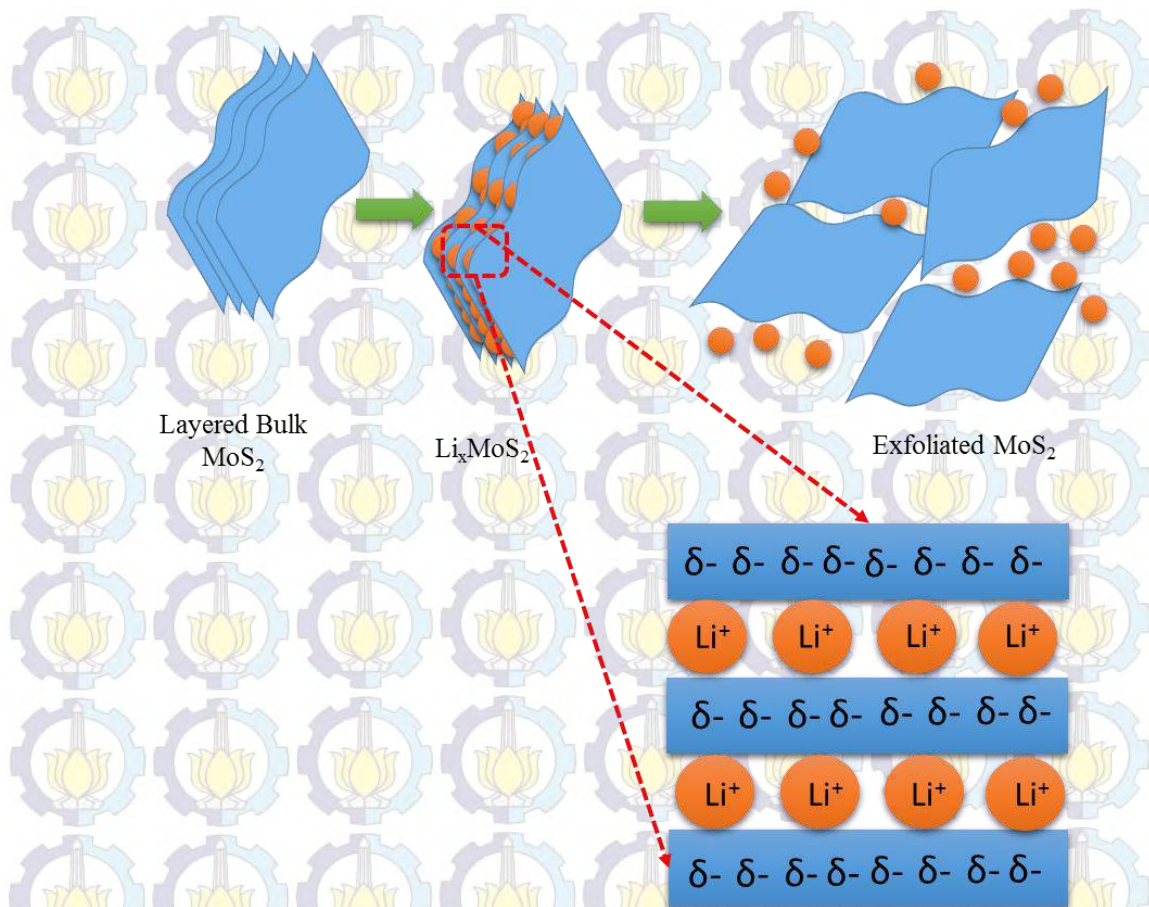 Layered Bulk
MoS₂
LiₓMoS₂
Exfoliated MoS₂
δ- δ- δ- δ- δ- δ- δ- δ-
Li⁺ Li⁺ Li⁺ Li⁺
δ- δ- δ- δ- δ- δ- δ- δ-
Li⁺ Li⁺ Li⁺ Li⁺
δ- δ- δ- δ- δ- δ- δ- δ-